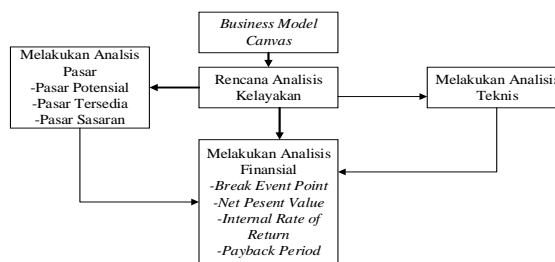 Business Model
Canvas
Melakukan Analsis
Pasar
-Pasar Potensial
-Pasar Tersedia
-Pasar Sasaran
Rencana Analisis
Kelayakan
Melakukan Analisis
Teknis
Melakukan Analisis
Finansial
-Break Event Point
-Net Pesent Value
-Internal Rate of
Return
-Payback Period